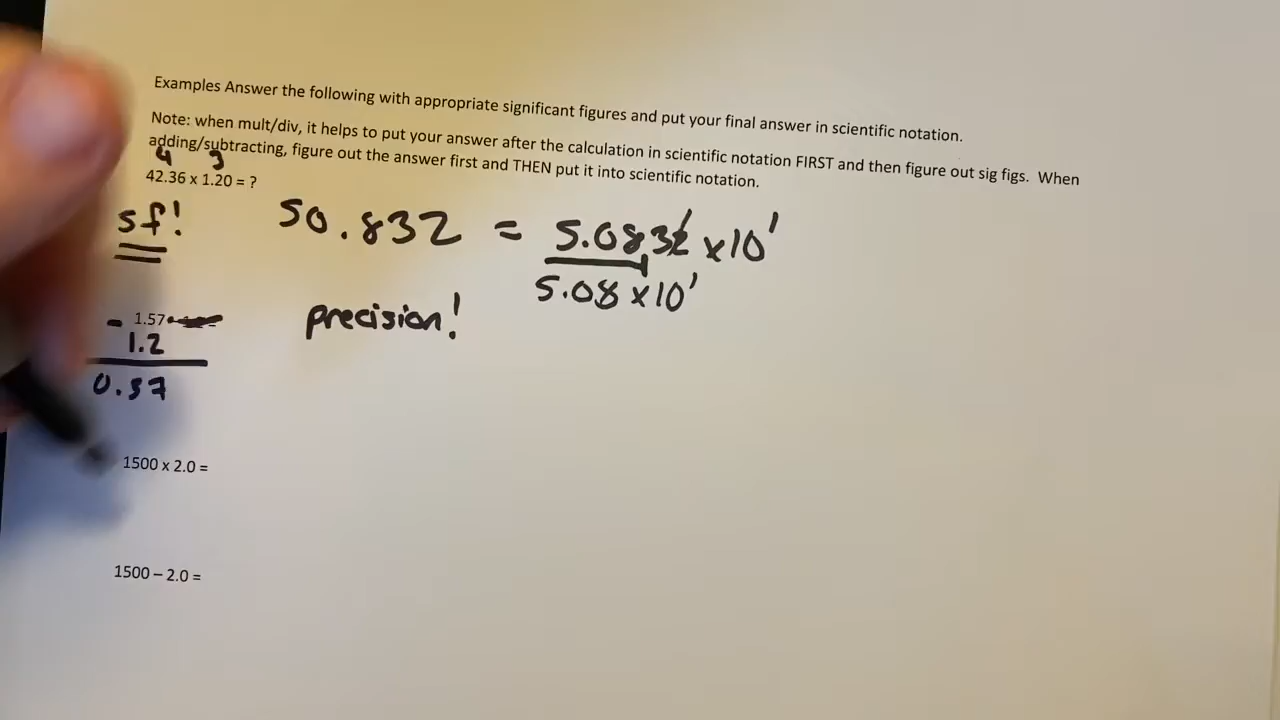 Examples Answer the following with appropriate significant figures and put your final answer in scientific notation.
Note: when mult/div, it helps to put your answer after the calculation in scientific notation FIRST and then figure out sig figs. When
adding/subtracting, figure out the answer first and THEN put it into scientific notation.
4 3
42.36 x 1.20 = ?
sf! 50.832 = 5.0832 x10¹
5.08 x10¹
- 1.57 precision!
1.2
0.37
1500 x 2.0 =
1500 – 2.0 =